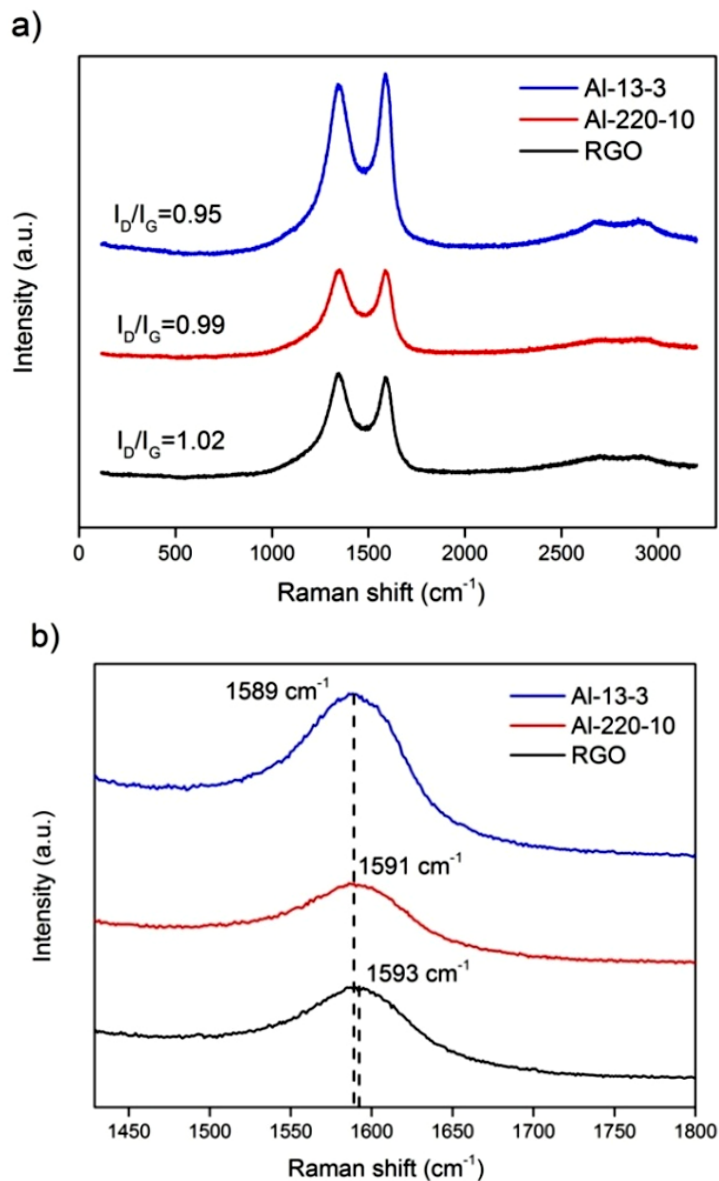 a)
Al-13-3
Al-220-10
RGO
I_D/I_G=0.95
I_D/I_G=0.99
I_D/I_G=1.02
Intensity (a.u.)
0 500 1000 1500 2000 2500 3000
Raman shift (cm⁻¹)
b)
1589 cm⁻¹
Al-13-3
Al-220-10
RGO
1591 cm⁻¹
1593 cm⁻¹
Intensity (a.u.)
1450 1500 1550 1600 1650 1700 1750 1800
Raman shift (cm⁻¹)